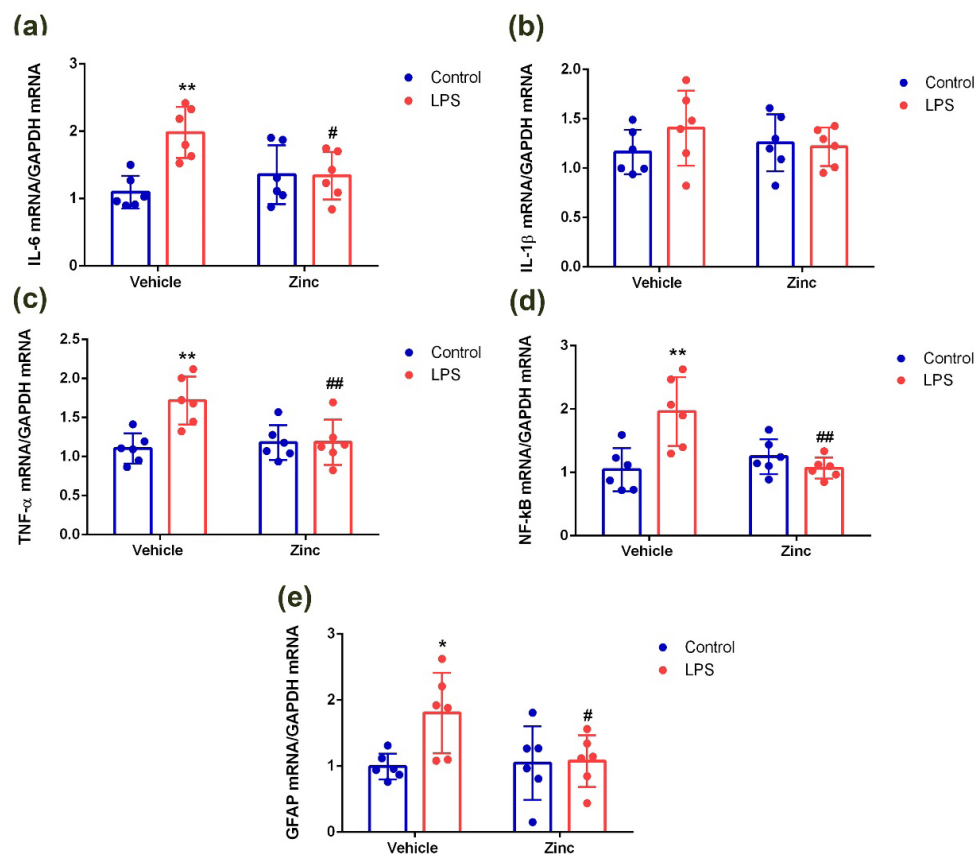 (a)
IL-6 mRNA/GAPDH mRNA
3
2
1
0
**
#
Control
LPS
Vehicle
Zinc
(b)
IL-1β mRNA/GAPDH mRNA
2.0
1.5
1.0
0.5
0.0
Control
LPS
Vehicle
Zinc
(c)
TNF-α mRNA/GAPDH mRNA
2.5
2.0
1.5
1.0
0.5
0.0
**
##
Control
LPS
Vehicle
Zinc
(d)
NF-kB mRNA/GAPDH mRNA
3
2
1
0
**
##
Control
LPS
Vehicle
Zinc
(e)
GFAP mRNA/GAPDH mRNA
3
2
1
0
*
#
Control
LPS
Vehicle
Zinc